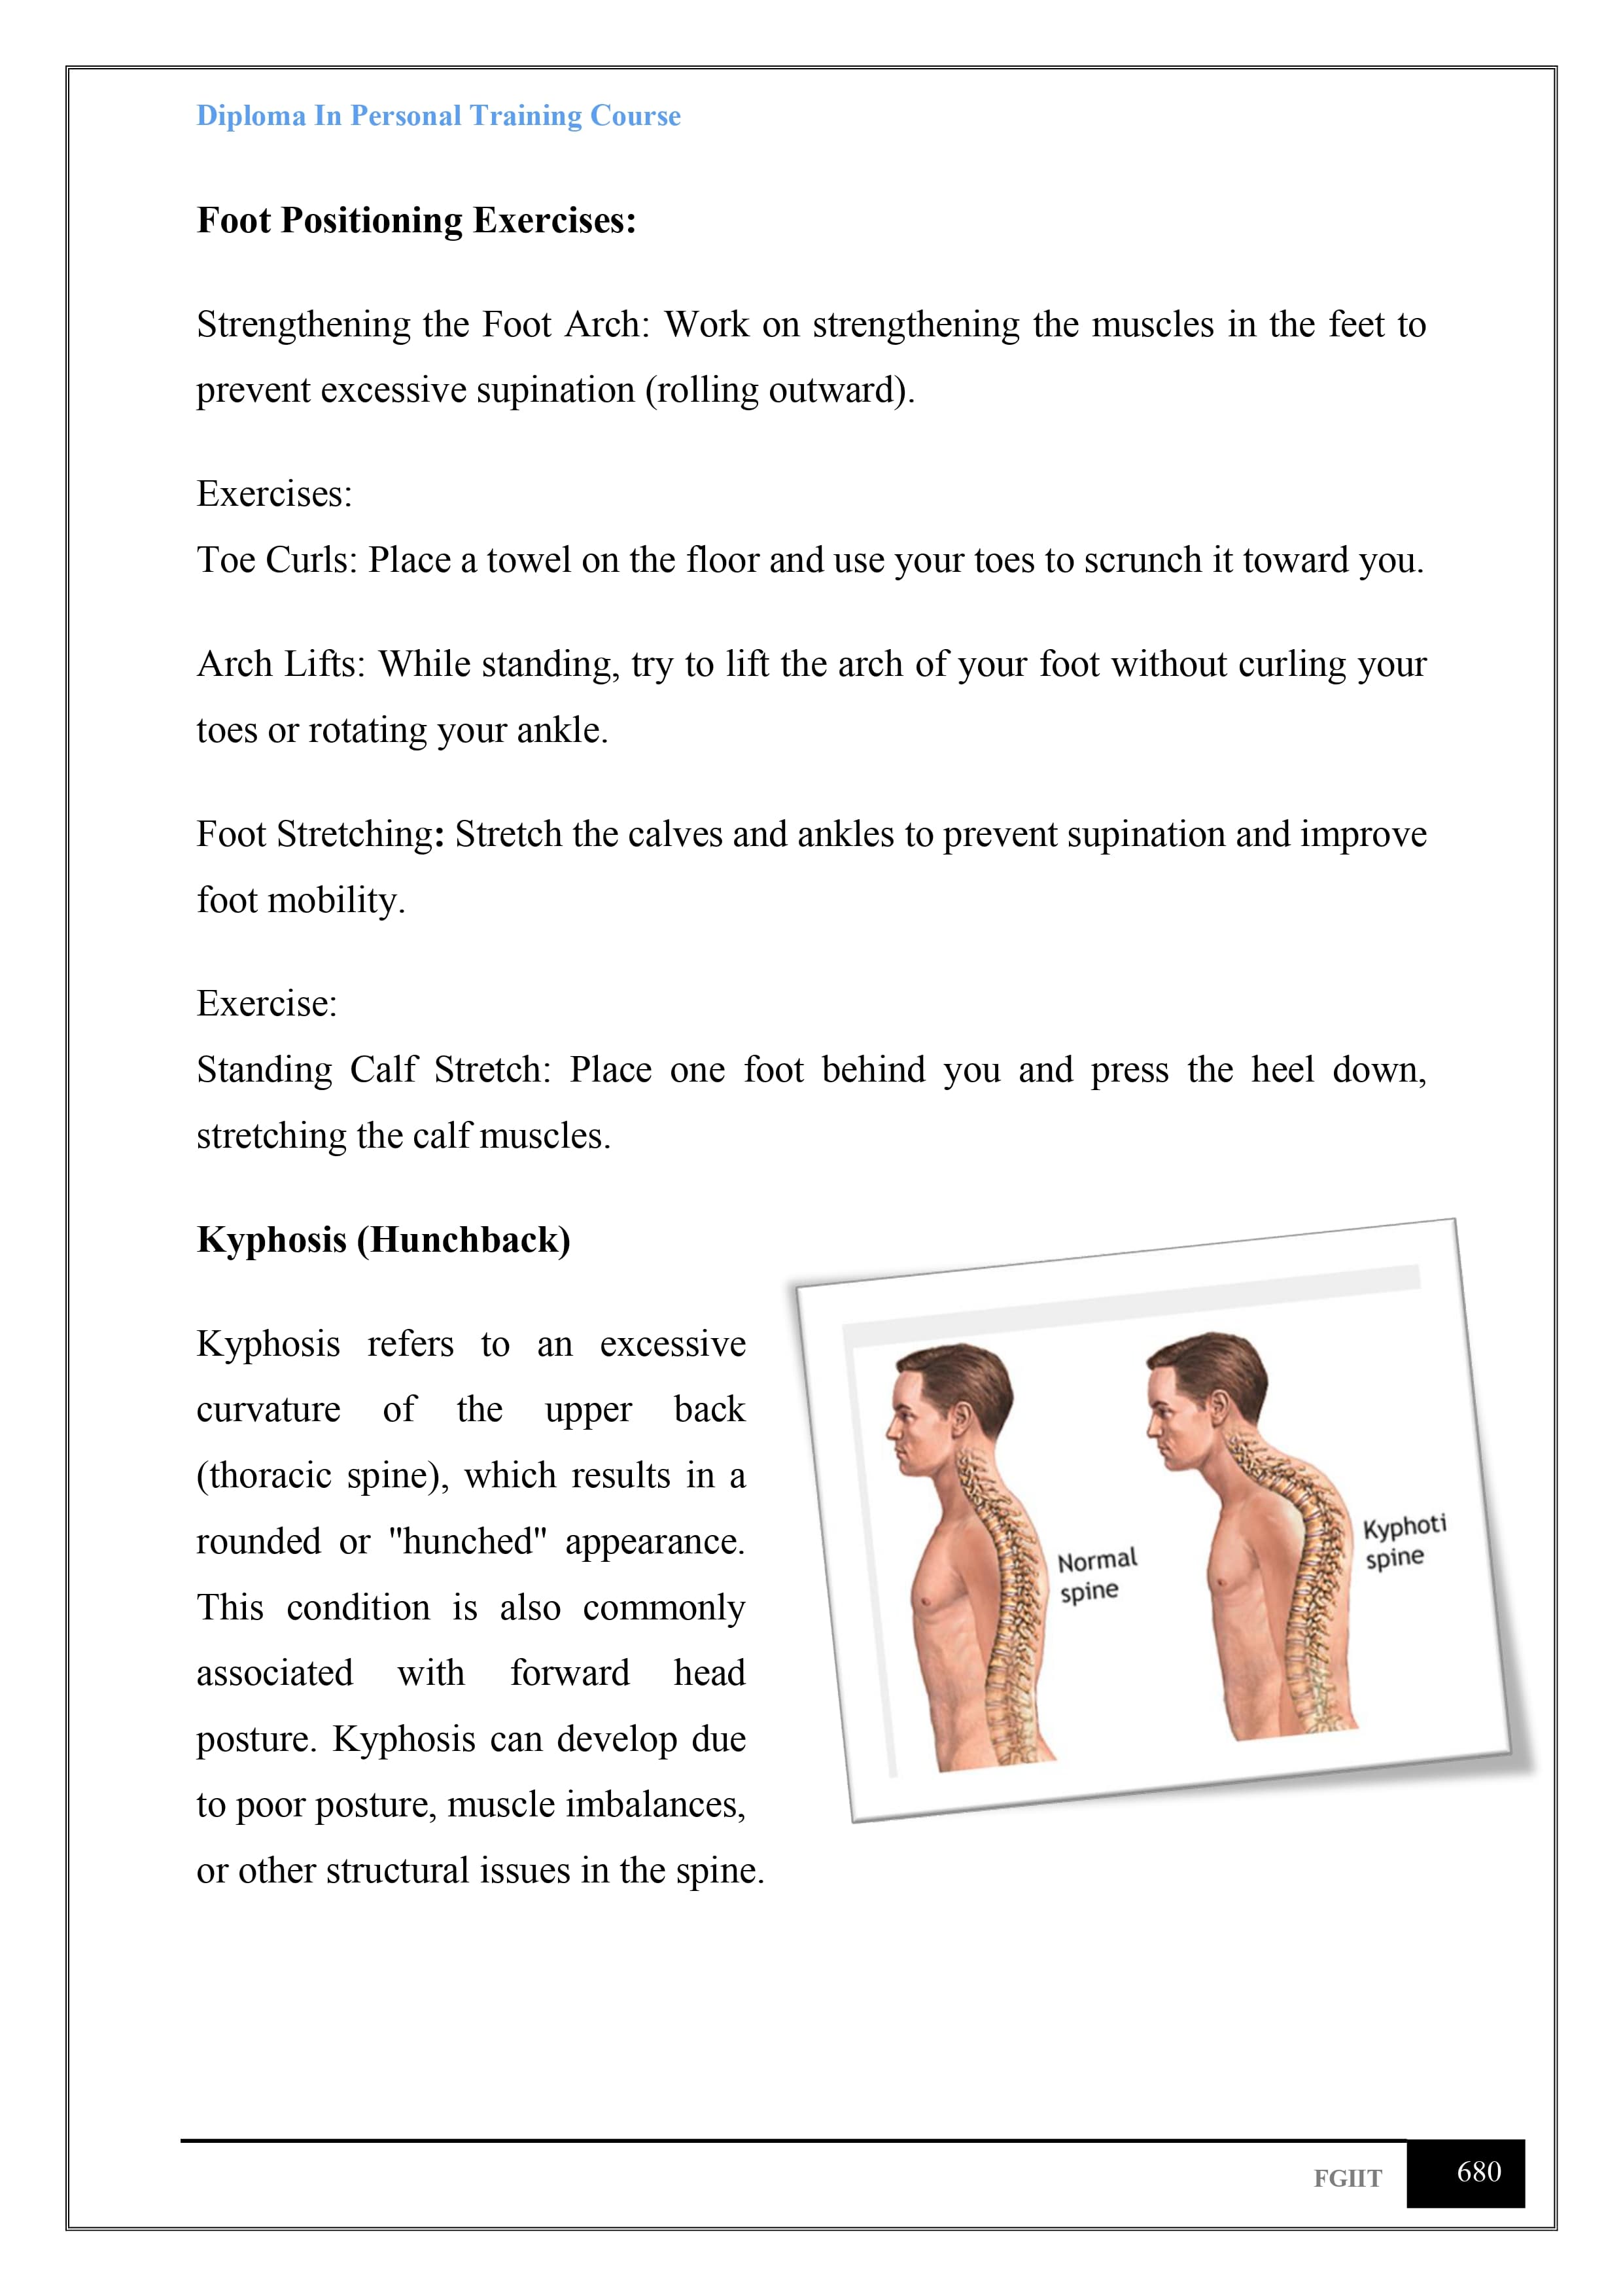 Diploma In Personal Training Course
Foot Positioning Exercises:
Strengthening the Foot Arch: Work on strengthening the muscles in the feet to
prevent excessive supination (rolling outward).
Exercises:
Toe Curls: Place a towel on the floor and use your toes to scrunch it toward you.
Arch Lifts: While standing, try to lift the arch of your foot without curling your
toes or rotating your ankle.
Foot Stretching: Stretch the calves and ankles to prevent supination and improve
foot mobility.
Exercise:
Standing Calf Stretch: Place one foot behind you and press the heel down,
stretching the calf muscles.
Kyphosis (Hunchback)
Kyphosis refers to an excessive
curvature of the upper back
(thoracic spine), which results in a
rounded or "hunched" appearance.
This condition is also commonly
associated with forward head
posture. Kyphosis can develop due
to poor posture, muscle imbalances,
or other structural issues in the spine.
Normal
spine
Kyphoti
spine
FGIIT
680